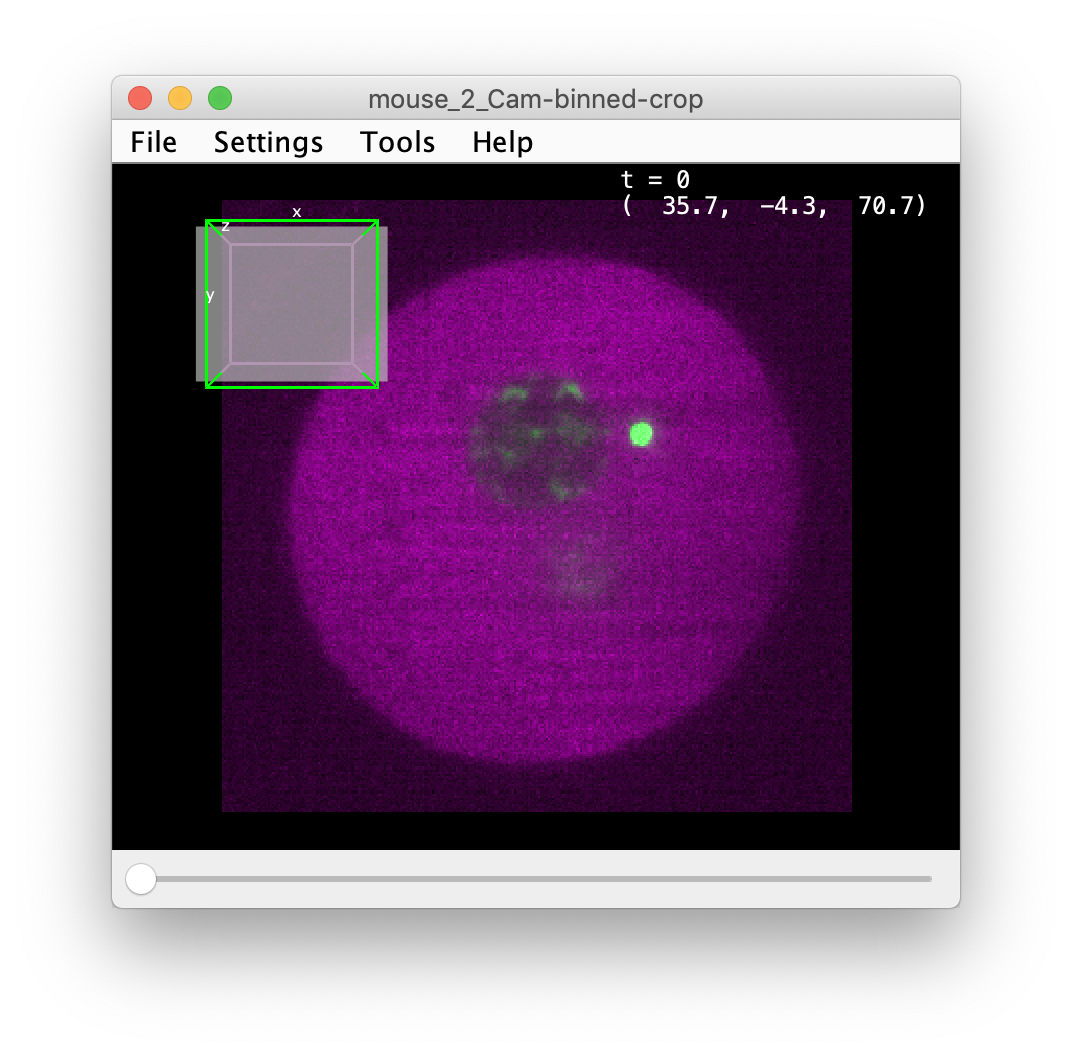 mouse_2_Cam-binned-crop
File Settings Tools Help
t = 0
( 35.7, −4.3, 70.7)
x
z
y